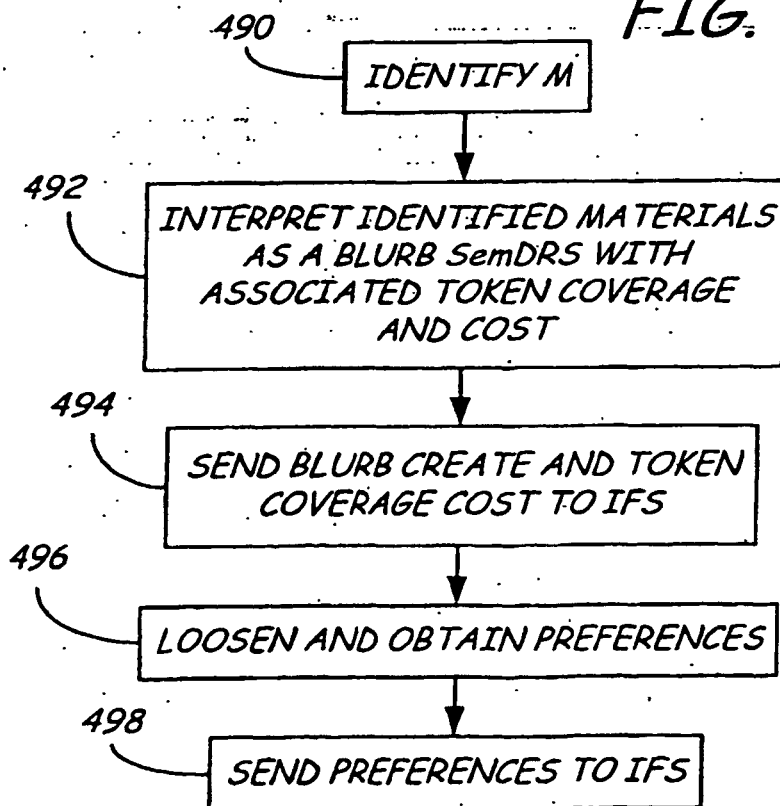 FIG.
490
IDENTIFY M
492
INTERPRET IDENTIFIED MATERIALS
AS A BLURB SemDRS WITH
ASSOCIATED TOKEN COVERAGE
AND COST
494
SEND BLURB CREATE AND TOKEN
COVERAGE COST TO IFS
496
LOOSEN AND OBTAIN PREFERENCES
498
SEND PREFERENCES TO IFS